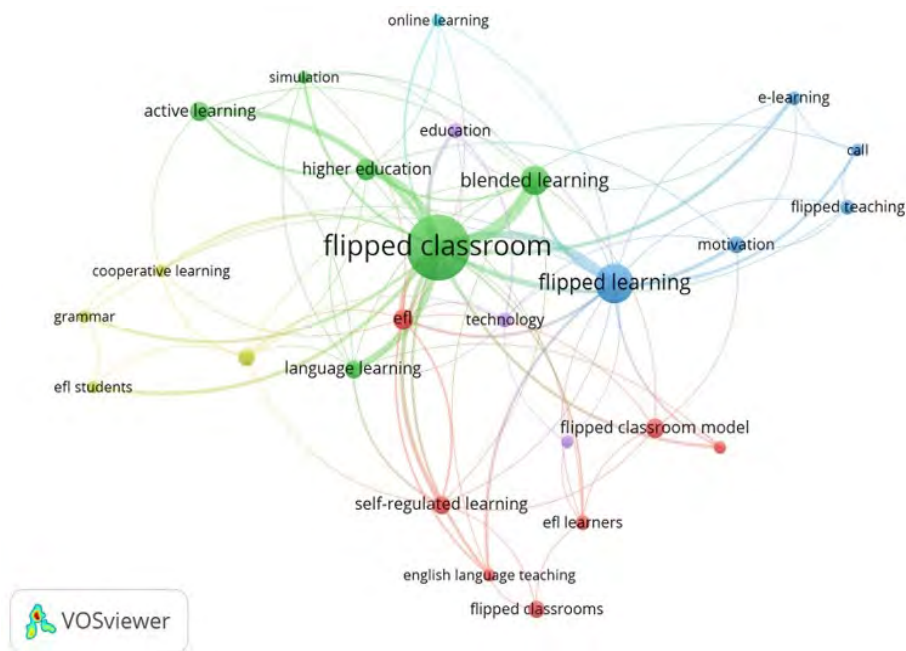 online learning
simulation
e-learning
active learning
education
call
higher education
blended learning
flipped teaching
flipped classroom
motivation
cooperative learning
flipped learning
grammar
efl
technology
language learning
efl students
flipped classroom model
self-regulated learning
efl learners
english language teaching
flipped classrooms
VOSviewer